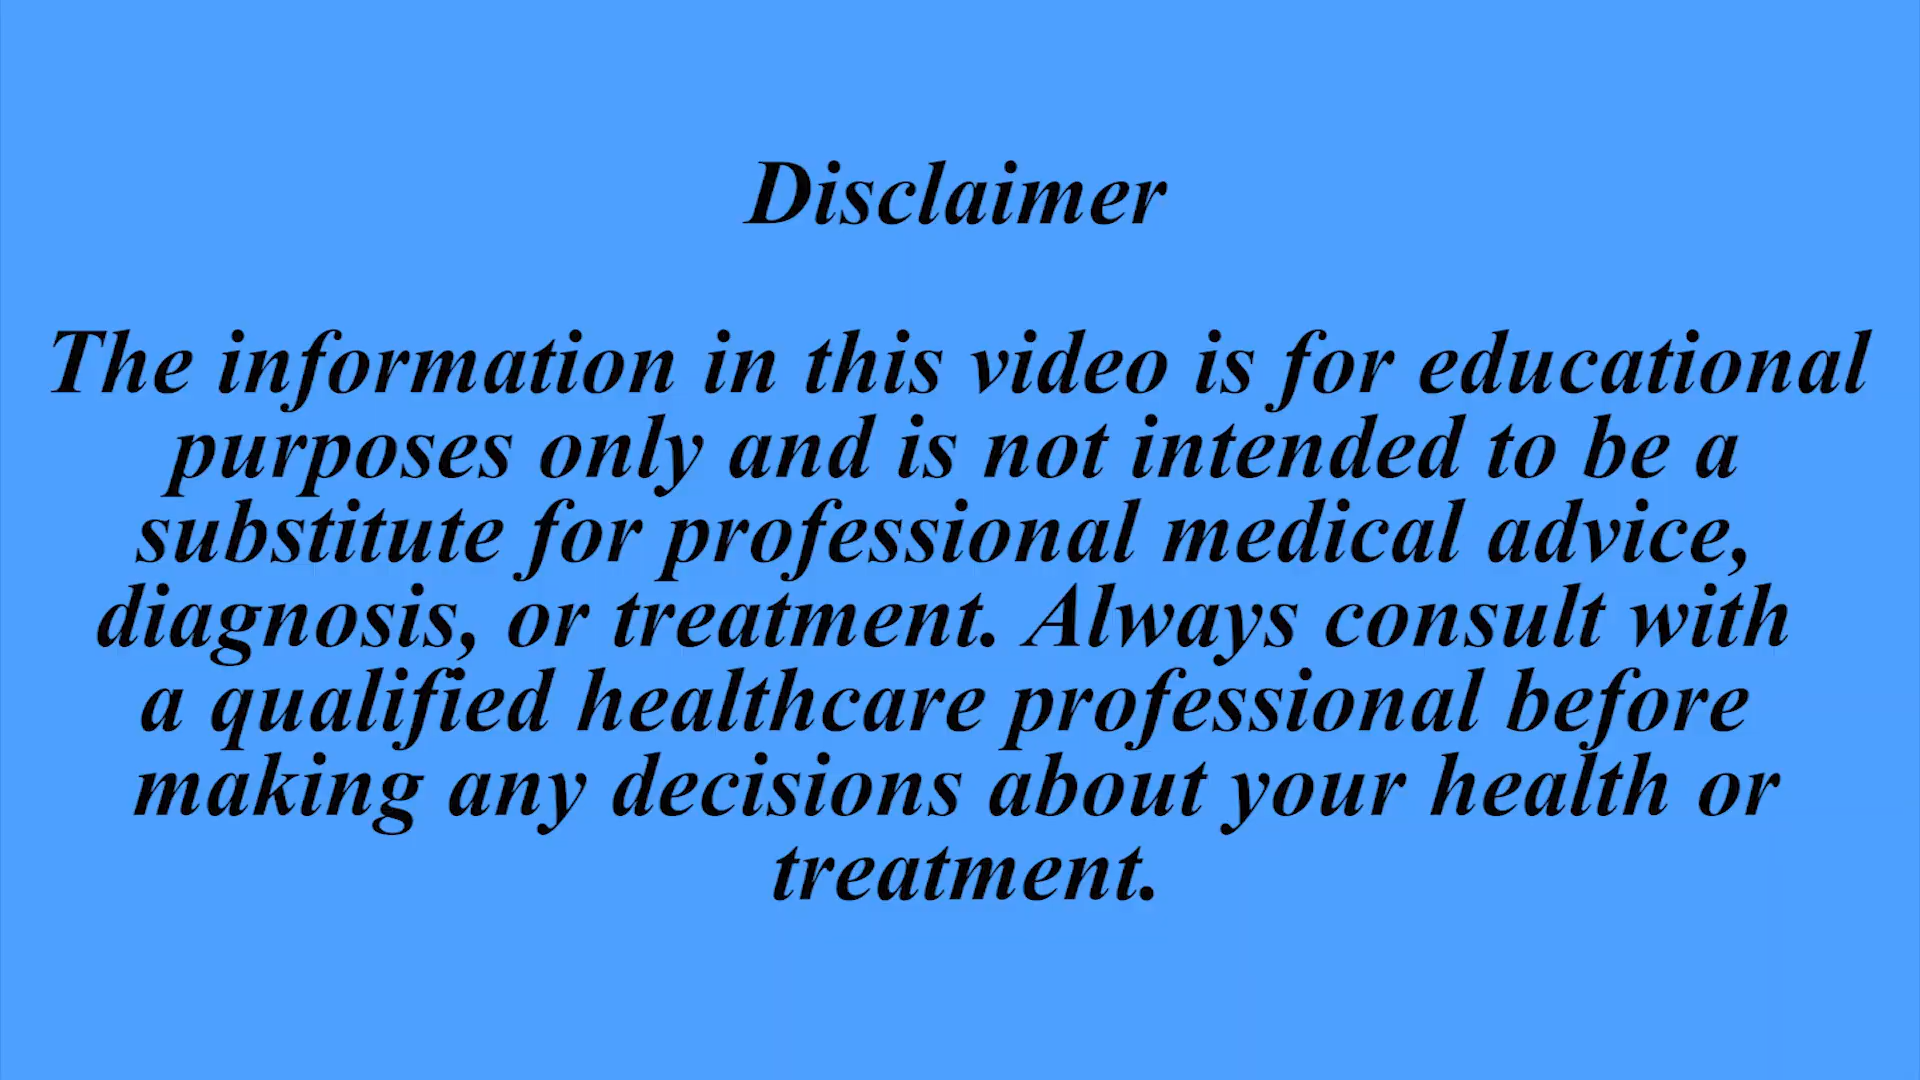 Disclaimer
The information in this video is for educational
purposes only and is not intended to be a
substitute for professional medical advice,
diagnosis, or treatment. Always consult with
a qualified healthcare professional before
making any decisions about your health or
treatment.